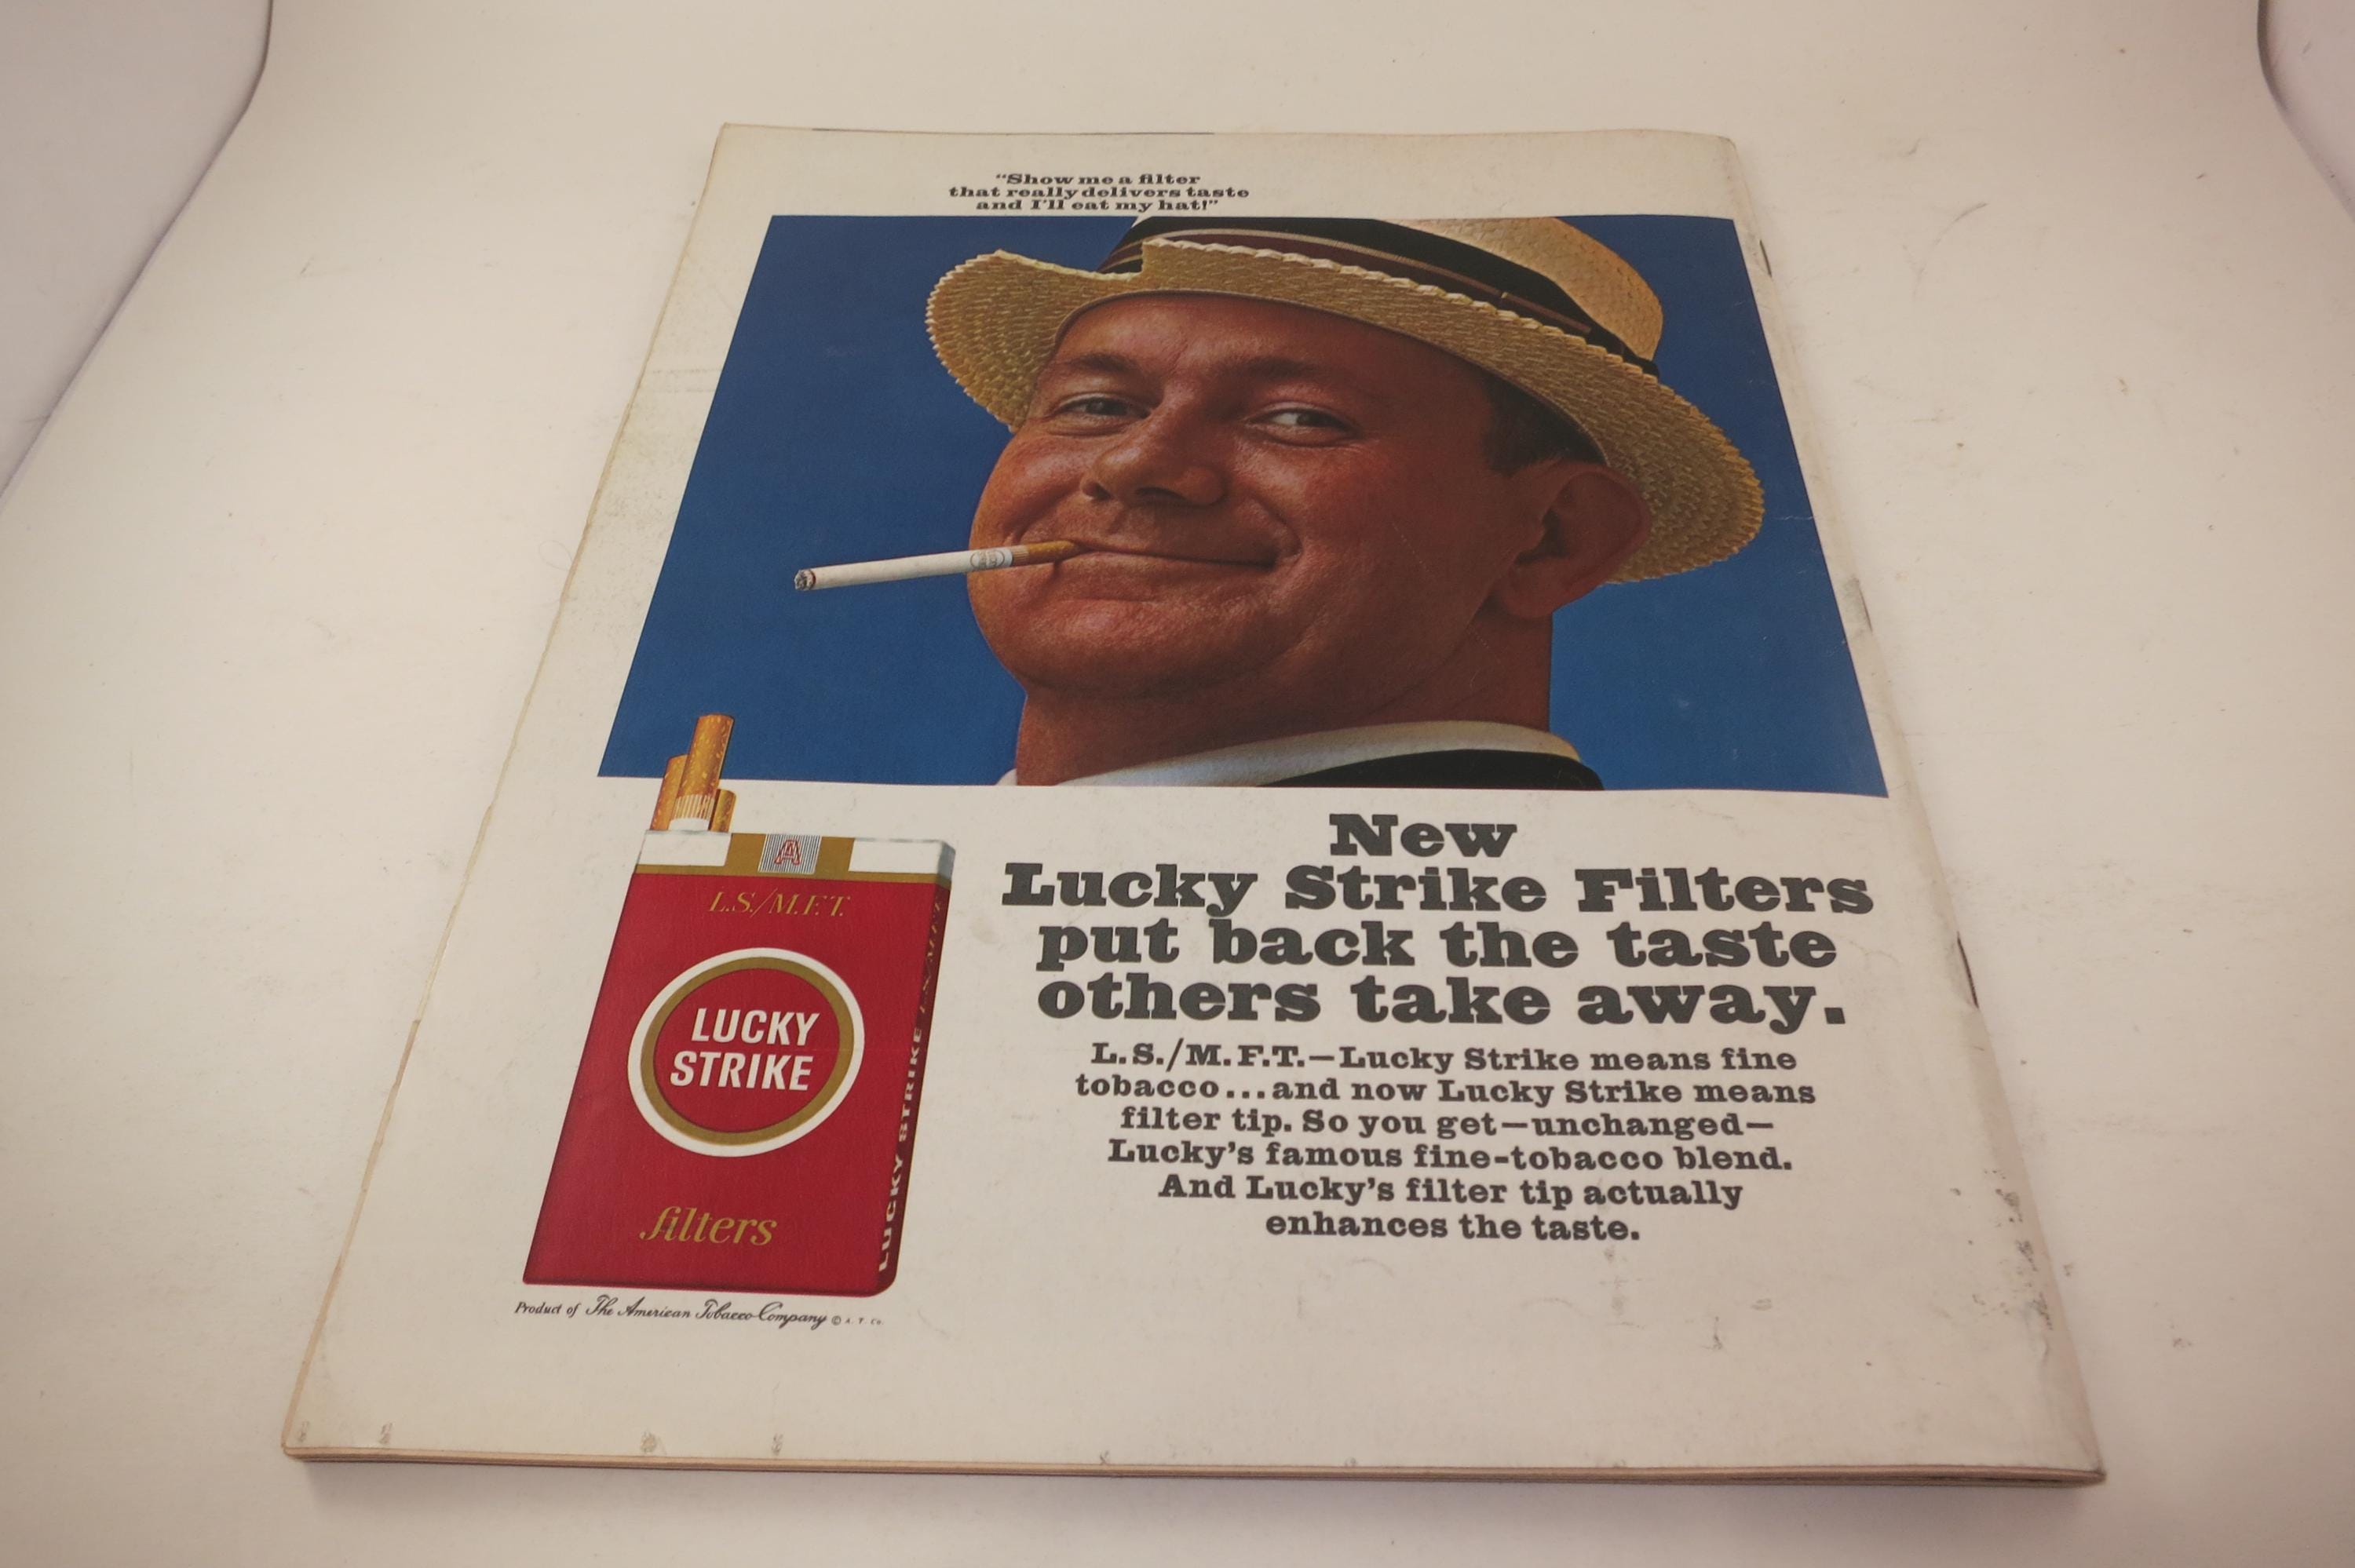 “Show me a filter
that really delivers taste
and I’ll eat my hat!”
New
Lucky Strike Filters
put back the taste
others take away.
L.S./M.F.T.—Lucky Strike means fine
tobacco...and now Lucky Strike means
filter tip. So you get—unchanged—
Lucky’s famous fine-tobacco blend.
And Lucky’s filter tip actually
enhances the taste.
A
L.S./M.F.T.
LUCKY
STRIKE
filters
LUCKY STRIKE
Product of The American Tobacco Company © A. T. Co.